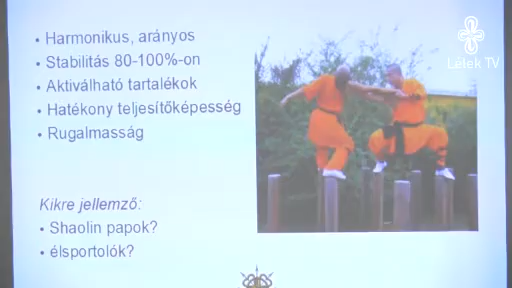 • Harmonikus, arányos
• Stabilitás 80-100%-on
• Aktiválható tartalékok
• Hatékony teljesítőképesség
• Rugalmasság
Kikre jellemző:
• Shaolin papok?
• élsportolók?
Lélek TV